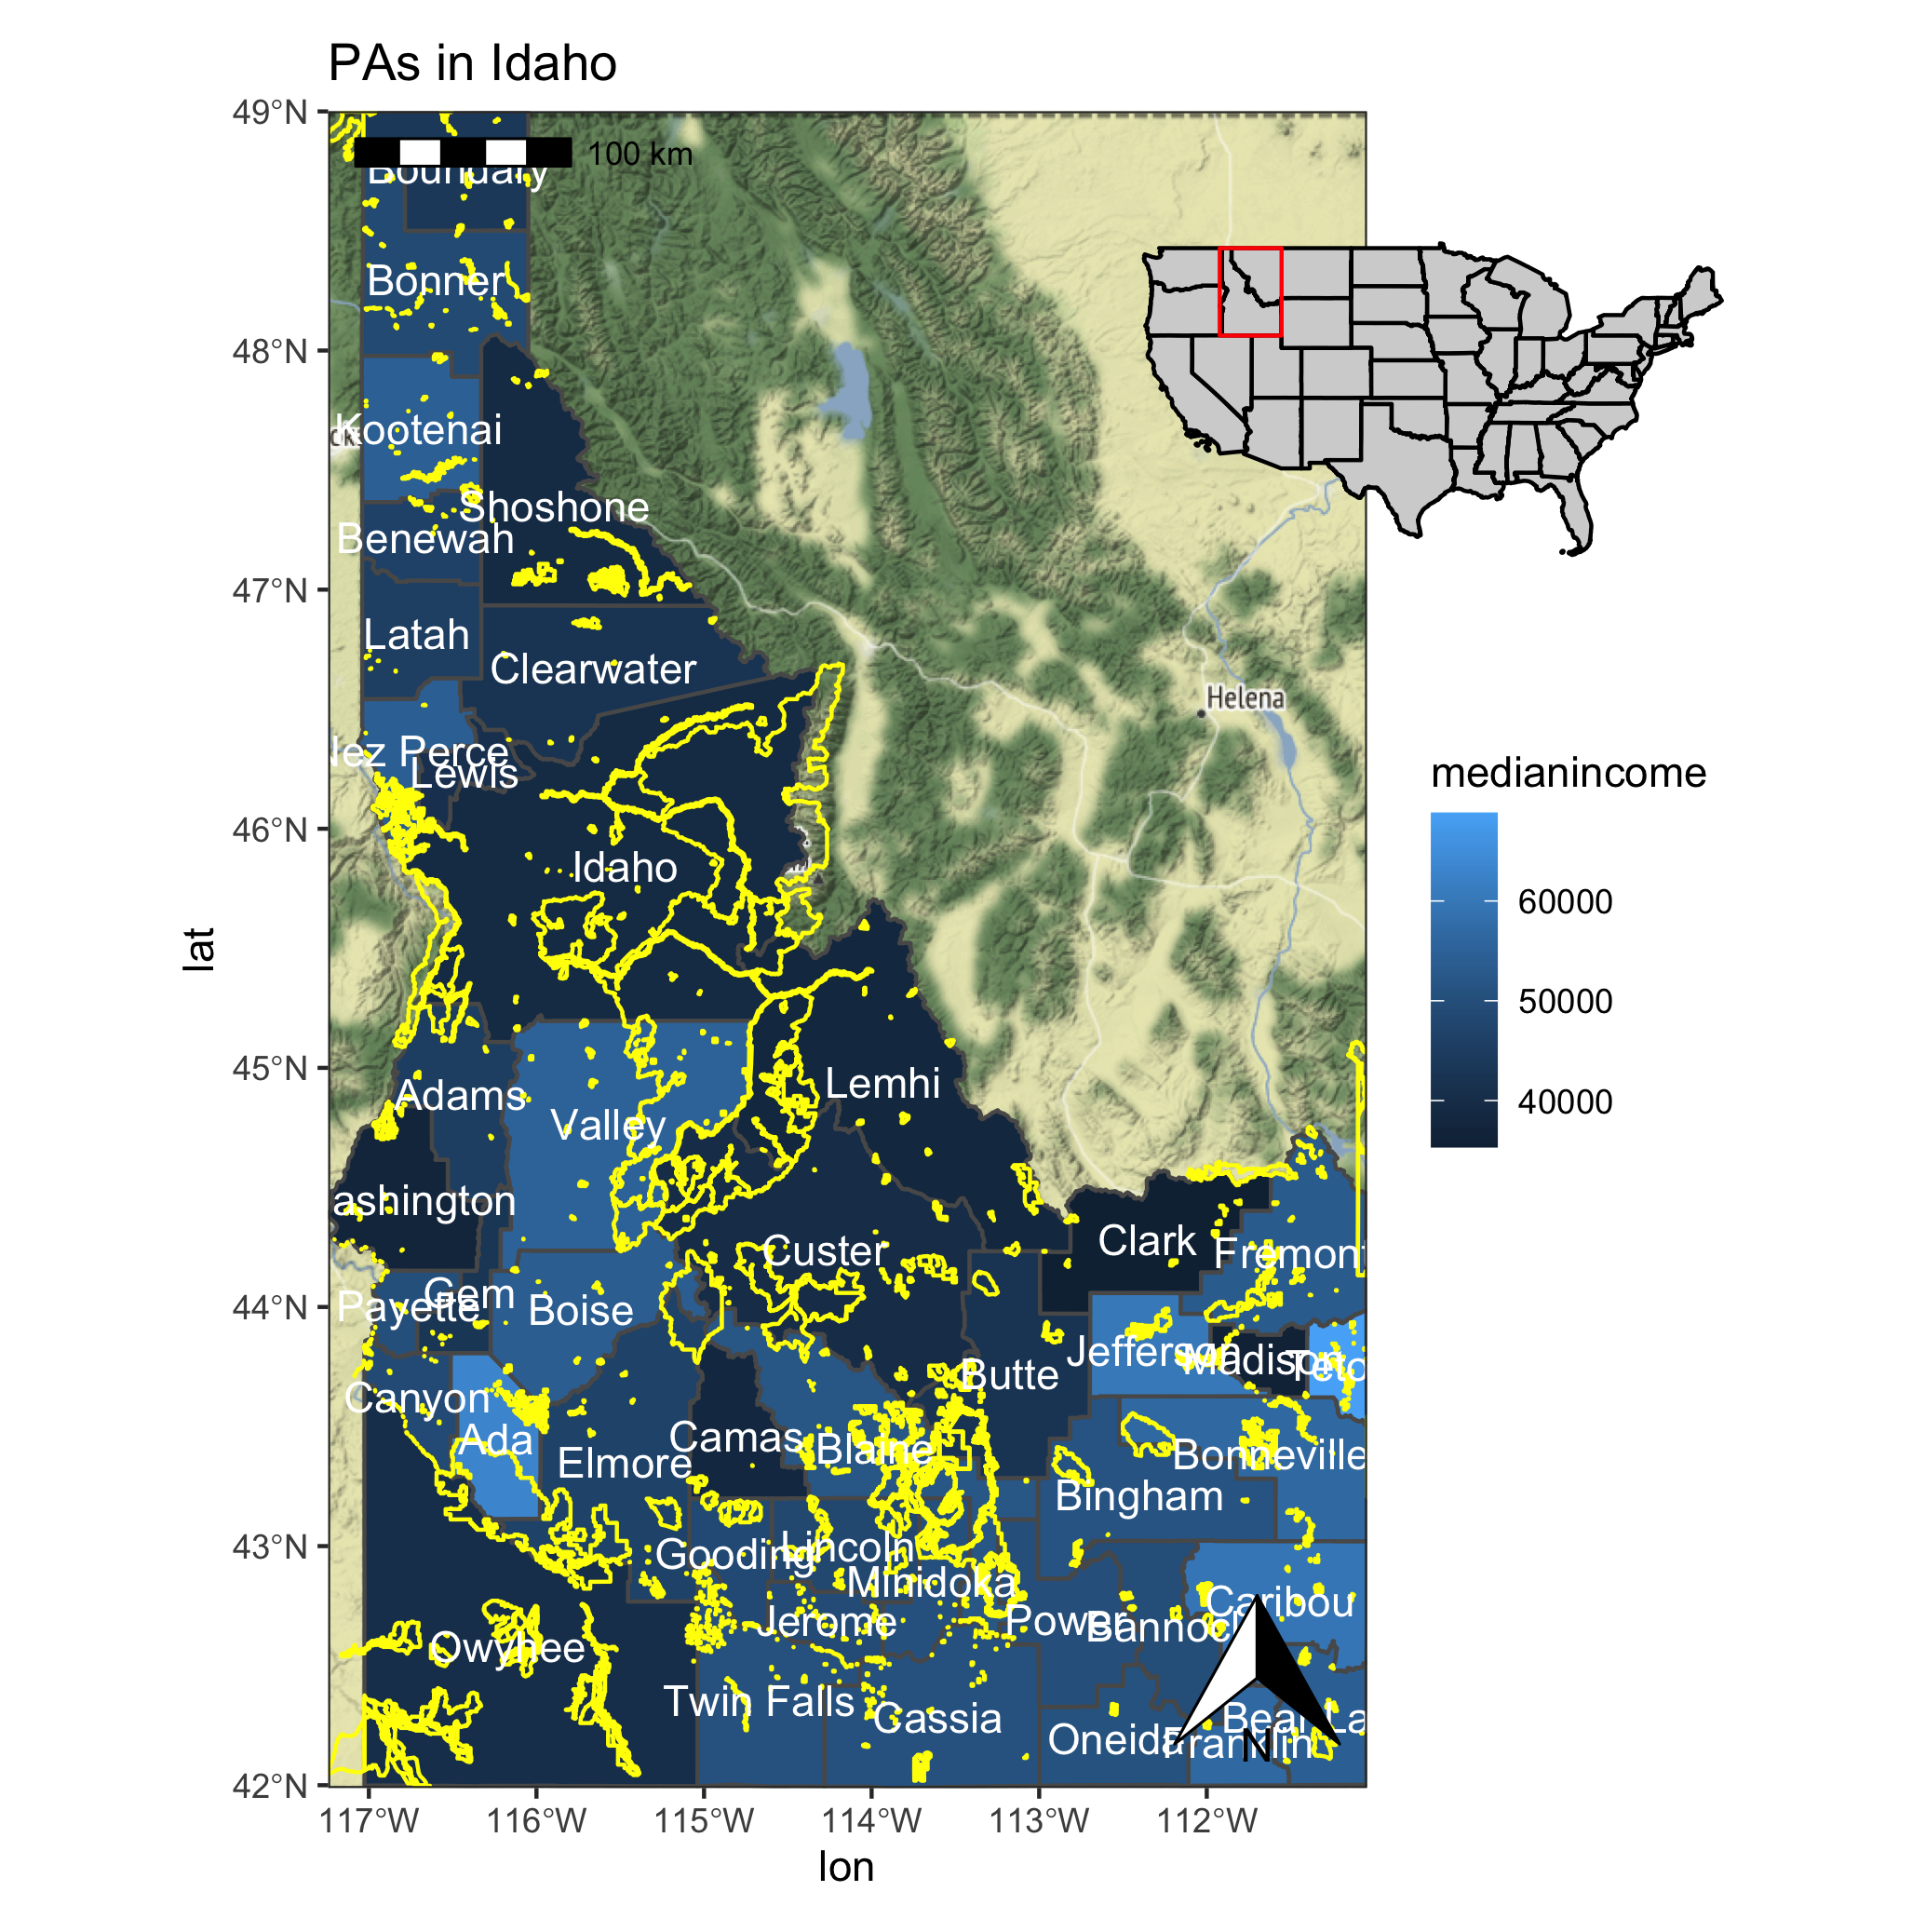 PAs in Idaho
49°N
48°N
47°N
46°N
45°N
44°N
43°N
42°N
lat
100 km
Boundary
Bonner
Kootenai
Shoshone
Benewah
Latah
Clearwater
Helena
Nez Perce
Lewis
Idaho
Lemhi
Adams
Valley
ashington
Clark
Custer
Fremont
Gem
Payette
Boise
Jefferson
Madison
Teto
Butte
Canyon
Ada
Camas
Blaine
Elmore
Bonneville
Bingham
Lincoln
Gooding
Minidoka
Caribou
Jerome
Power
Bannock
Owyhee
Twin Falls
Cassia
Bear La
Oneida
Franklin
N
117°W
116°W
115°W
114°W
113°W
112°W
lon
medianincome
60000
50000
40000